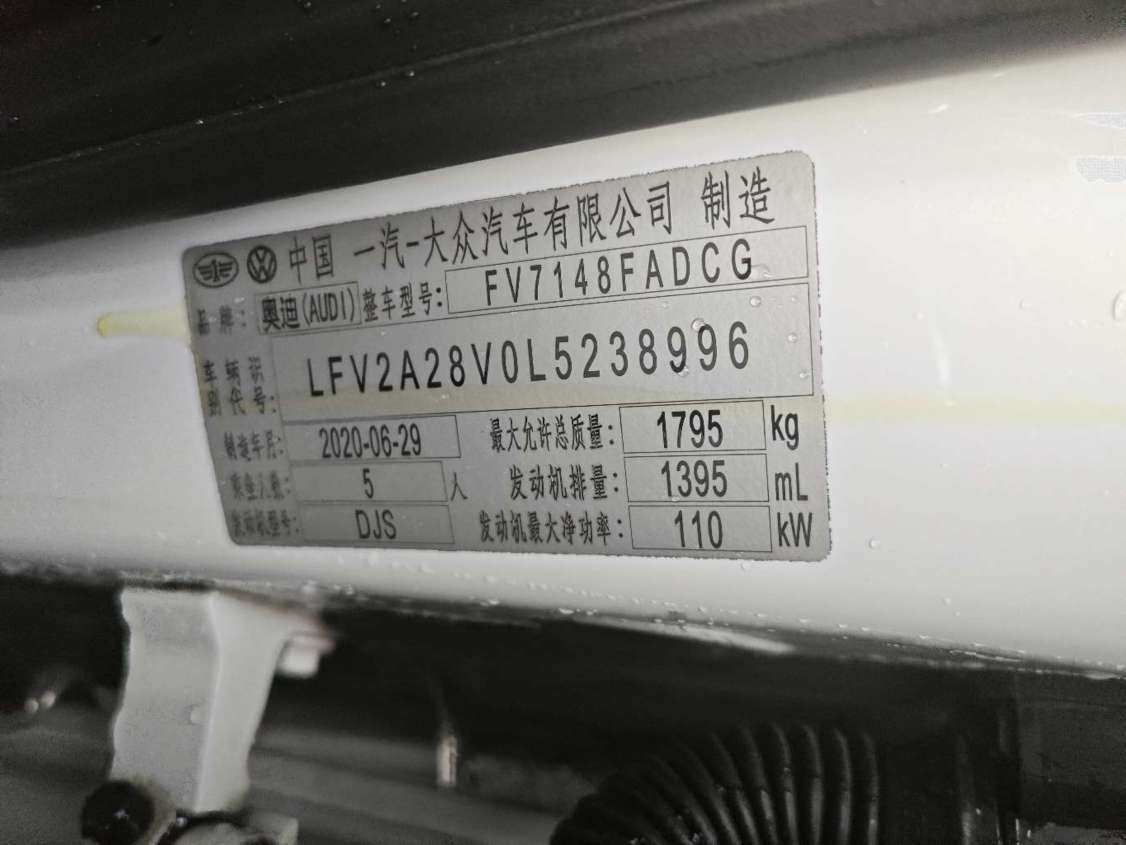 中国 一汽-大众汽车有限公司 制造
品牌: 奥迪(AUDI) 整车型号: FV7148FADCG
车辆识别代号: LFV2A28V0L5238996
制造年月: 2020-06-29 最大允许总质量: 1795 kg
乘坐人数: 5 人 发动机排量: 1395 mL
发动机型号: DJS 发动机最大净功率: 110 kW